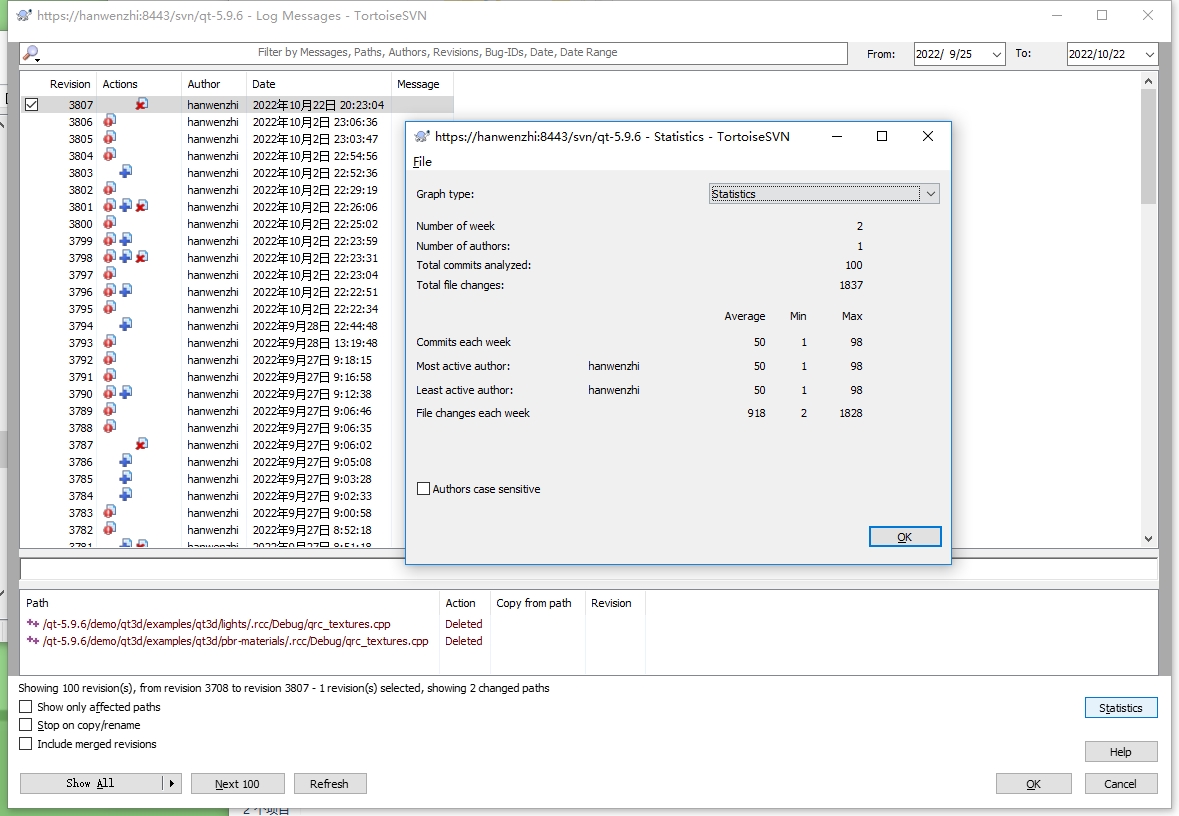 https://hanwenzhi:8443/svn/qt-5.9.6 - Log Messages - TortoiseSVN
Filter by Messages, Paths, Authors, Revisions, Bug-IDs, Date, Date Range
From: 2022/ 9/25 To: 2022/10/22
Revision Actions Author Date Message
3807 hanwenzhi 2022年10月22日 20:23:04
3806 hanwenzhi 2022年10月2日 23:06:36
3805 hanwenzhi 2022年10月2日 23:03:47
3804 hanwenzhi 2022年10月2日 22:54:56
3803 hanwenzhi 2022年10月2日 22:52:36
3802 hanwenzhi 2022年10月2日 22:29:19
3801 hanwenzhi 2022年10月2日 22:26:06
3800 hanwenzhi 2022年10月2日 22:25:02
3799 hanwenzhi 2022年10月2日 22:23:59
3798 hanwenzhi 2022年10月2日 22:23:31
3797 hanwenzhi 2022年10月2日 22:23:04
3796 hanwenzhi 2022年10月2日 22:22:51
3795 hanwenzhi 2022年10月2日 22:22:34
3794 hanwenzhi 2022年9月28日 22:44:48
3793 hanwenzhi 2022年9月28日 13:19:48
3792 hanwenzhi 2022年9月27日 9:18:15
3791 hanwenzhi 2022年9月27日 9:16:58
3790 hanwenzhi 2022年9月27日 9:12:38
3789 hanwenzhi 2022年9月27日 9:06:46
3788 hanwenzhi 2022年9月27日 9:06:35
3787 hanwenzhi 2022年9月27日 9:06:02
3786 hanwenzhi 2022年9月27日 9:05:08
3785 hanwenzhi 2022年9月27日 9:03:28
3784 hanwenzhi 2022年9月27日 9:02:33
3783 hanwenzhi 2022年9月27日 9:00:58
3782 hanwenzhi 2022年9月27日 8:52:18
3781 hanwenzhi 2022年9月27日 8:51:18
https://hanwenzhi:8443/svn/qt-5.9.6 - Statistics - TortoiseSVN
File
Graph type: Statistics
Number of week 2
Number of authors: 1
Total commits analyzed: 100
Total file changes: 1837
Average Min Max
Commits each week 50 1 98
Most active author: hanwenzhi 50 1 98
Least active author: hanwenzhi 50 1 98
File changes each week 918 2 1828
Authors case sensitive
OK
Path Action Copy from path Revision
/qt-5.9.6/demo/qt3d/examples/qt3d/lights/.rcc/Debug/qrc_textures.cpp Deleted
/qt-5.9.6/demo/qt3d/examples/qt3d/pbr-materials/.rcc/Debug/qrc_textures.cpp Deleted
Showing 100 revision(s), from revision 3708 to revision 3807 - 1 revision(s) selected, showing 2 changed paths
Show only affected paths
Stop on copy/rename
Include merged revisions
Statistics
Help
Show All Next 100 Refresh OK Cancel
2 个项目